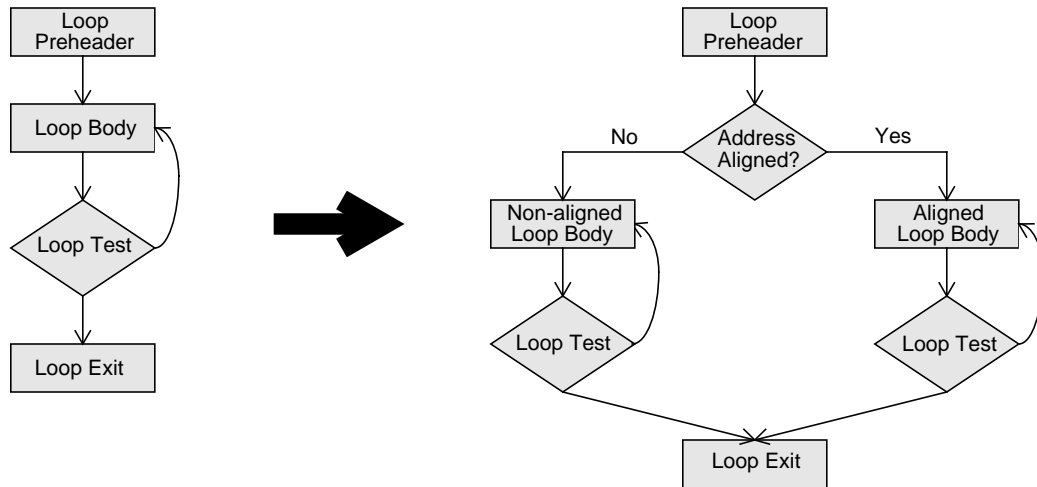 Loop
Preheader
Loop Body
Loop Test
Loop Exit
Loop
Preheader
Address
Aligned?
No
Yes
Non-aligned
Loop Body
Aligned
Loop Body
Loop Test
Loop Test
Loop Exit